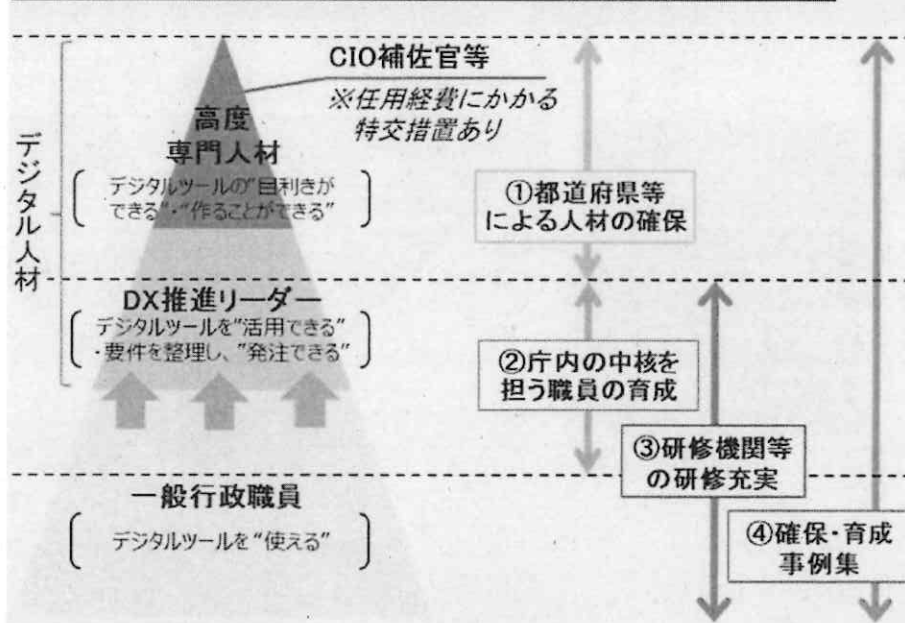 CIO補佐官等
※任用経費にかかる
特交措置あり
デジタル人材
高度
専門人材
デジタルツールの"目利きが
できる"・"作ることができる"
①都道府県等
による人材の確保
DX推進リーダー
デジタルツールを"活用できる"
・要件を整理し、"発注できる"
②庁内の中核を
担う職員の育成
③研修機関等
の研修充実
一般行政職員
デジタルツールを"使える"
④確保・育成
事例集